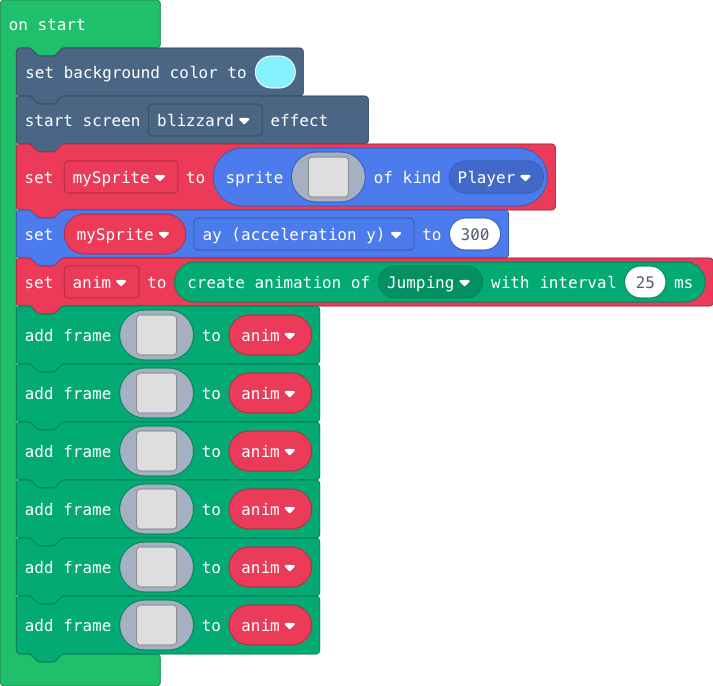 on start
set background color to
start screen blizzard effect
set mySprite to sprite of kind Player
set mySprite ay (acceleration y) to 300
set anim to create animation of Jumping with interval 25 ms
add frame to anim
add frame to anim
add frame to anim
add frame to anim
add frame to anim
add frame to anim